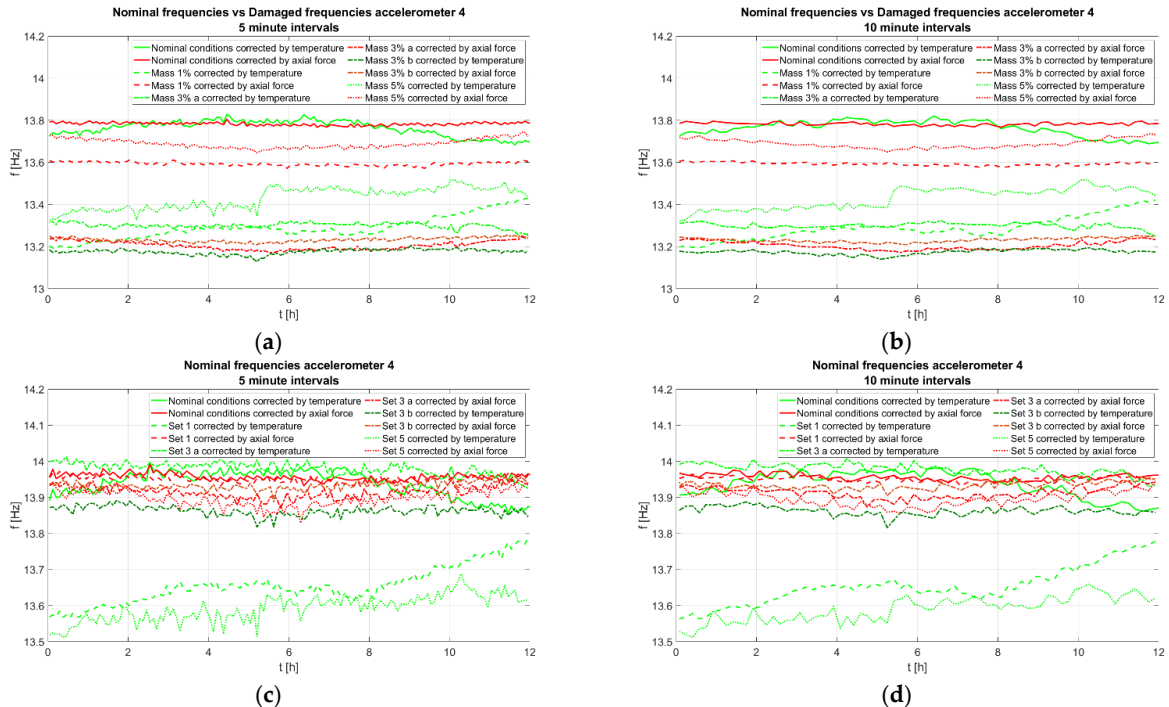 Nominal frequencies vs Damaged frequencies accelerometer 4
5 minute intervals
14.2
14
13.8
13.6
13.4
13.2
13
f [Hz]
Nominal conditions corrected by temperature
Nominal conditions corrected by axial force
Mass 1% corrected by temperature
Mass 1% corrected by axial force
Mass 3% a corrected by temperature
Mass 3% a corrected by axial force
Mass 3% b corrected by temperature
Mass 3% b corrected by axial force
Mass 5% corrected by temperature
Mass 5% corrected by axial force
0 2 4 6 8 10 12
t [h]
(a)
Nominal frequencies vs Damaged frequencies accelerometer 4
10 minute intervals
14.2
14
13.8
13.6
13.4
13.2
13
f [Hz]
Nominal conditions corrected by temperature
Nominal conditions corrected by axial force
Mass 1% corrected by temperature
Mass 1% corrected by axial force
Mass 3% a corrected by temperature
Mass 3% a corrected by axial force
Mass 3% b corrected by temperature
Mass 3% b corrected by axial force
Mass 5% corrected by temperature
Mass 5% corrected by axial force
0 2 4 6 8 10 12
t [h]
(b)
Nominal frequencies accelerometer 4
5 minute intervals
14.2
14.1
14
13.9
13.8
13.7
13.6
13.5
f [Hz]
Nominal conditions corrected by temperature
Nominal conditions corrected by axial force
Set 1 corrected by temperature
Set 1 corrected by axial force
Set 3 a corrected by temperature
Set 3 a corrected by axial force
Set 3 b corrected by temperature
Set 3 b corrected by axial force
Set 5 corrected by temperature
Set 5 corrected by axial force
0 2 4 6 8 10 12
t [h]
(c)
Nominal frequencies accelerometer 4
10 minute intervals
14.2
14.1
14
13.9
13.8
13.7
13.6
13.5
f [Hz]
Nominal conditions corrected by temperature
Nominal conditions corrected by axial force
Set 1 corrected by temperature
Set 1 corrected by axial force
Set 3 a corrected by temperature
Set 3 a corrected by axial force
Set 3 b corrected by temperature
Set 3 b corrected by axial force
Set 5 corrected by temperature
Set 5 corrected by axial force
0 2 4 6 8 10 12
t [h]
(d)